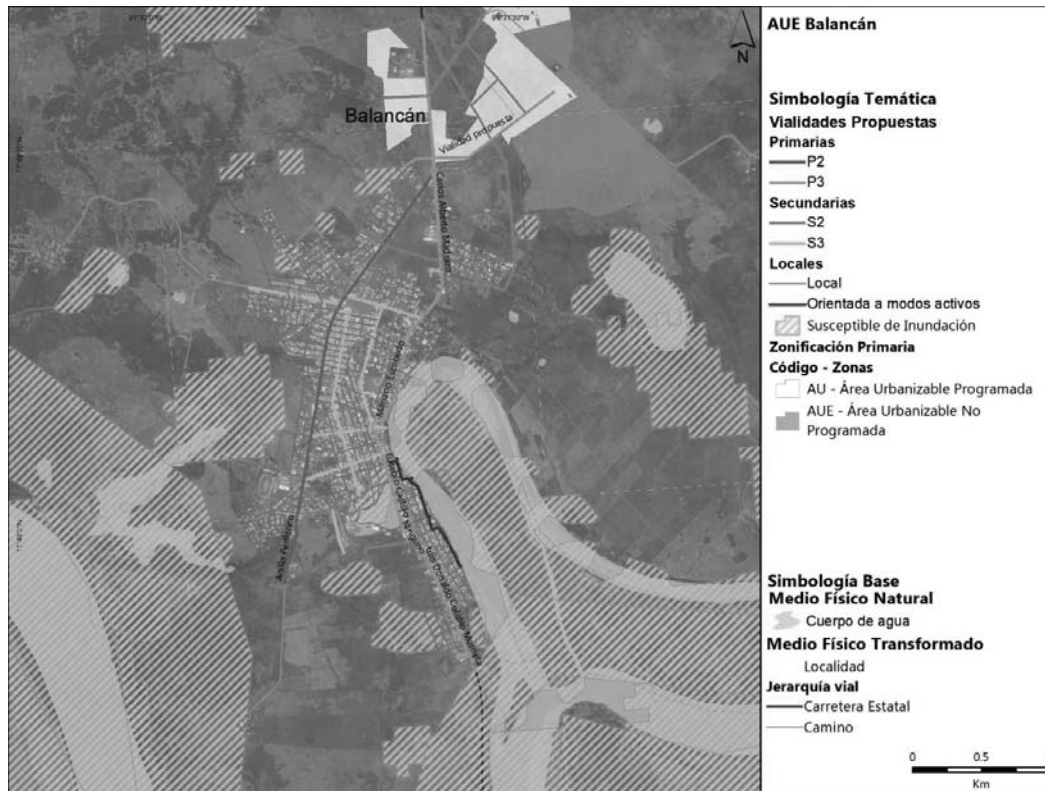 AUE Balancán
N
Simbología Temática
Vialidades Propuestas
Primarias
P2
P3
Secundarias
S2
S3
Locales
Local
Orientada a modos activos
Susceptible de Inundación
Zonificación Primaria
Código - Zonas
AU - Área Urbanizable Programada
AUE - Área Urbanizable No
Programada
Simbología Base
Medio Físico Natural
Cuerpo de agua
Medio Físico Transformado
Localidad
Jerarquía vial
Carretera Estatal
Camino
0 0.5
Km
Balancán
Vialidad propuesta
Carlos Alberto Madrazo
Anillo Periférico